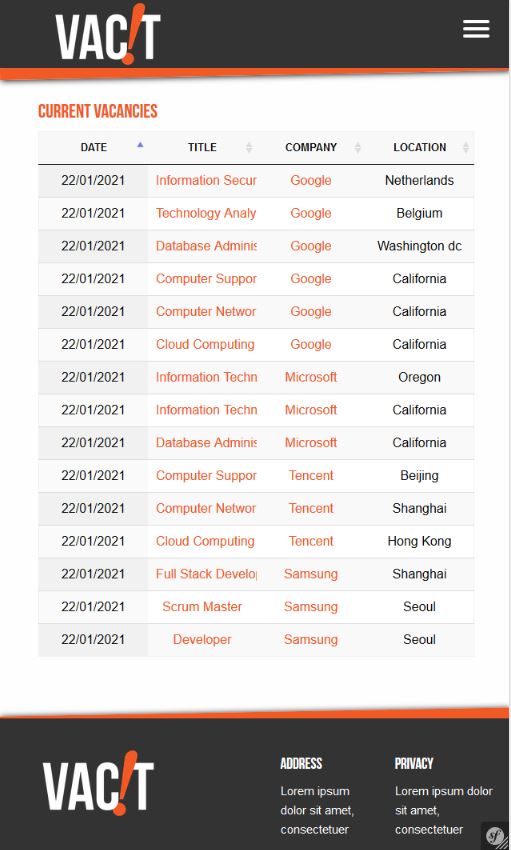 VAC!T
CURRENT VACANCIES
DATE TITLE COMPANY LOCATION
22/01/2021 Information Secur Google Netherlands
22/01/2021 Technology Analy Google Belgium
22/01/2021 Database Adminis Google Washington dc
22/01/2021 Computer Suppor Google California
22/01/2021 Computer Networ Google California
22/01/2021 Cloud Computing Google California
22/01/2021 Information Techn Microsoft Oregon
22/01/2021 Information Techn Microsoft California
22/01/2021 Database Adminis Microsoft California
22/01/2021 Computer Suppor Tencent Beijing
22/01/2021 Computer Networ Tencent Shanghai
22/01/2021 Cloud Computing Tencent Hong Kong
22/01/2021 Full Stack Develop Samsung Shanghai
22/01/2021 Scrum Master Samsung Seoul
22/01/2021 Developer Samsung Seoul
VAC!T
ADDRESS
Lorem ipsum
dolor sit amet,
consectetuer
PRIVACY
Lorem ipsum dolor
sit amet,
consectetuer
sf